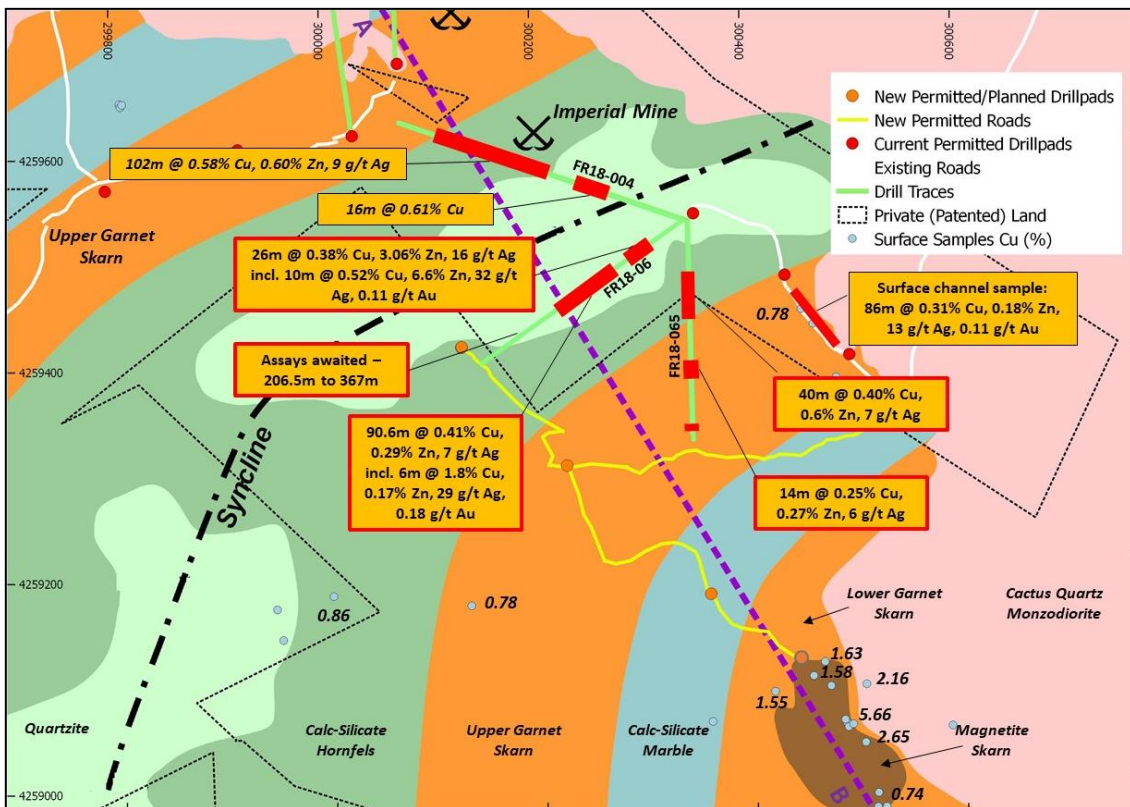 299800
300000
300200
300400
300600
A
Imperial Mine
New Permitted/Planned Drillpads
New Permitted Roads
Current Permitted Drillpads
Existing Roads
Drill Traces
Private (Patented) Land
Surface Samples Cu (%)
4259600
102m @ 0.58% Cu, 0.60% Zn, 9 g/t Ag
FR18-004
16m @ 0.61% Cu
Upper Garnet
Skarn
26m @ 0.38% Cu, 3.06% Zn, 16 g/t Ag
incl. 10m @ 0.52% Cu, 6.6% Zn, 32 g/t
Ag, 0.11 g/t Au
FR18-06
FR18-065
0.78
Surface channel sample:
86m @ 0.31% Cu, 0.18% Zn,
13 g/t Ag, 0.11 g/t Au
4259400
Assays awaited –
206.5m to 367m
40m @ 0.40% Cu,
0.6% Zn, 7 g/t Ag
90.6m @ 0.41% Cu,
0.29% Zn, 7 g/t Ag
incl. 6m @ 1.8% Cu,
0.17% Zn, 29 g/t Ag,
0.18 g/t Au
14m @ 0.25% Cu,
0.27% Zn, 6 g/t Ag
Syncline
4259200
0.86
0.78
Lower Garnet
Skarn
Cactus Quartz
Monzodiorite
1.63
1.58
2.16
1.55
5.66
2.65
Quartzite
Calc-Silicate
Hornfels
Upper Garnet
Skarn
Calc-Silicate
Marble
Magnetite
Skarn
0.74
B
4259000